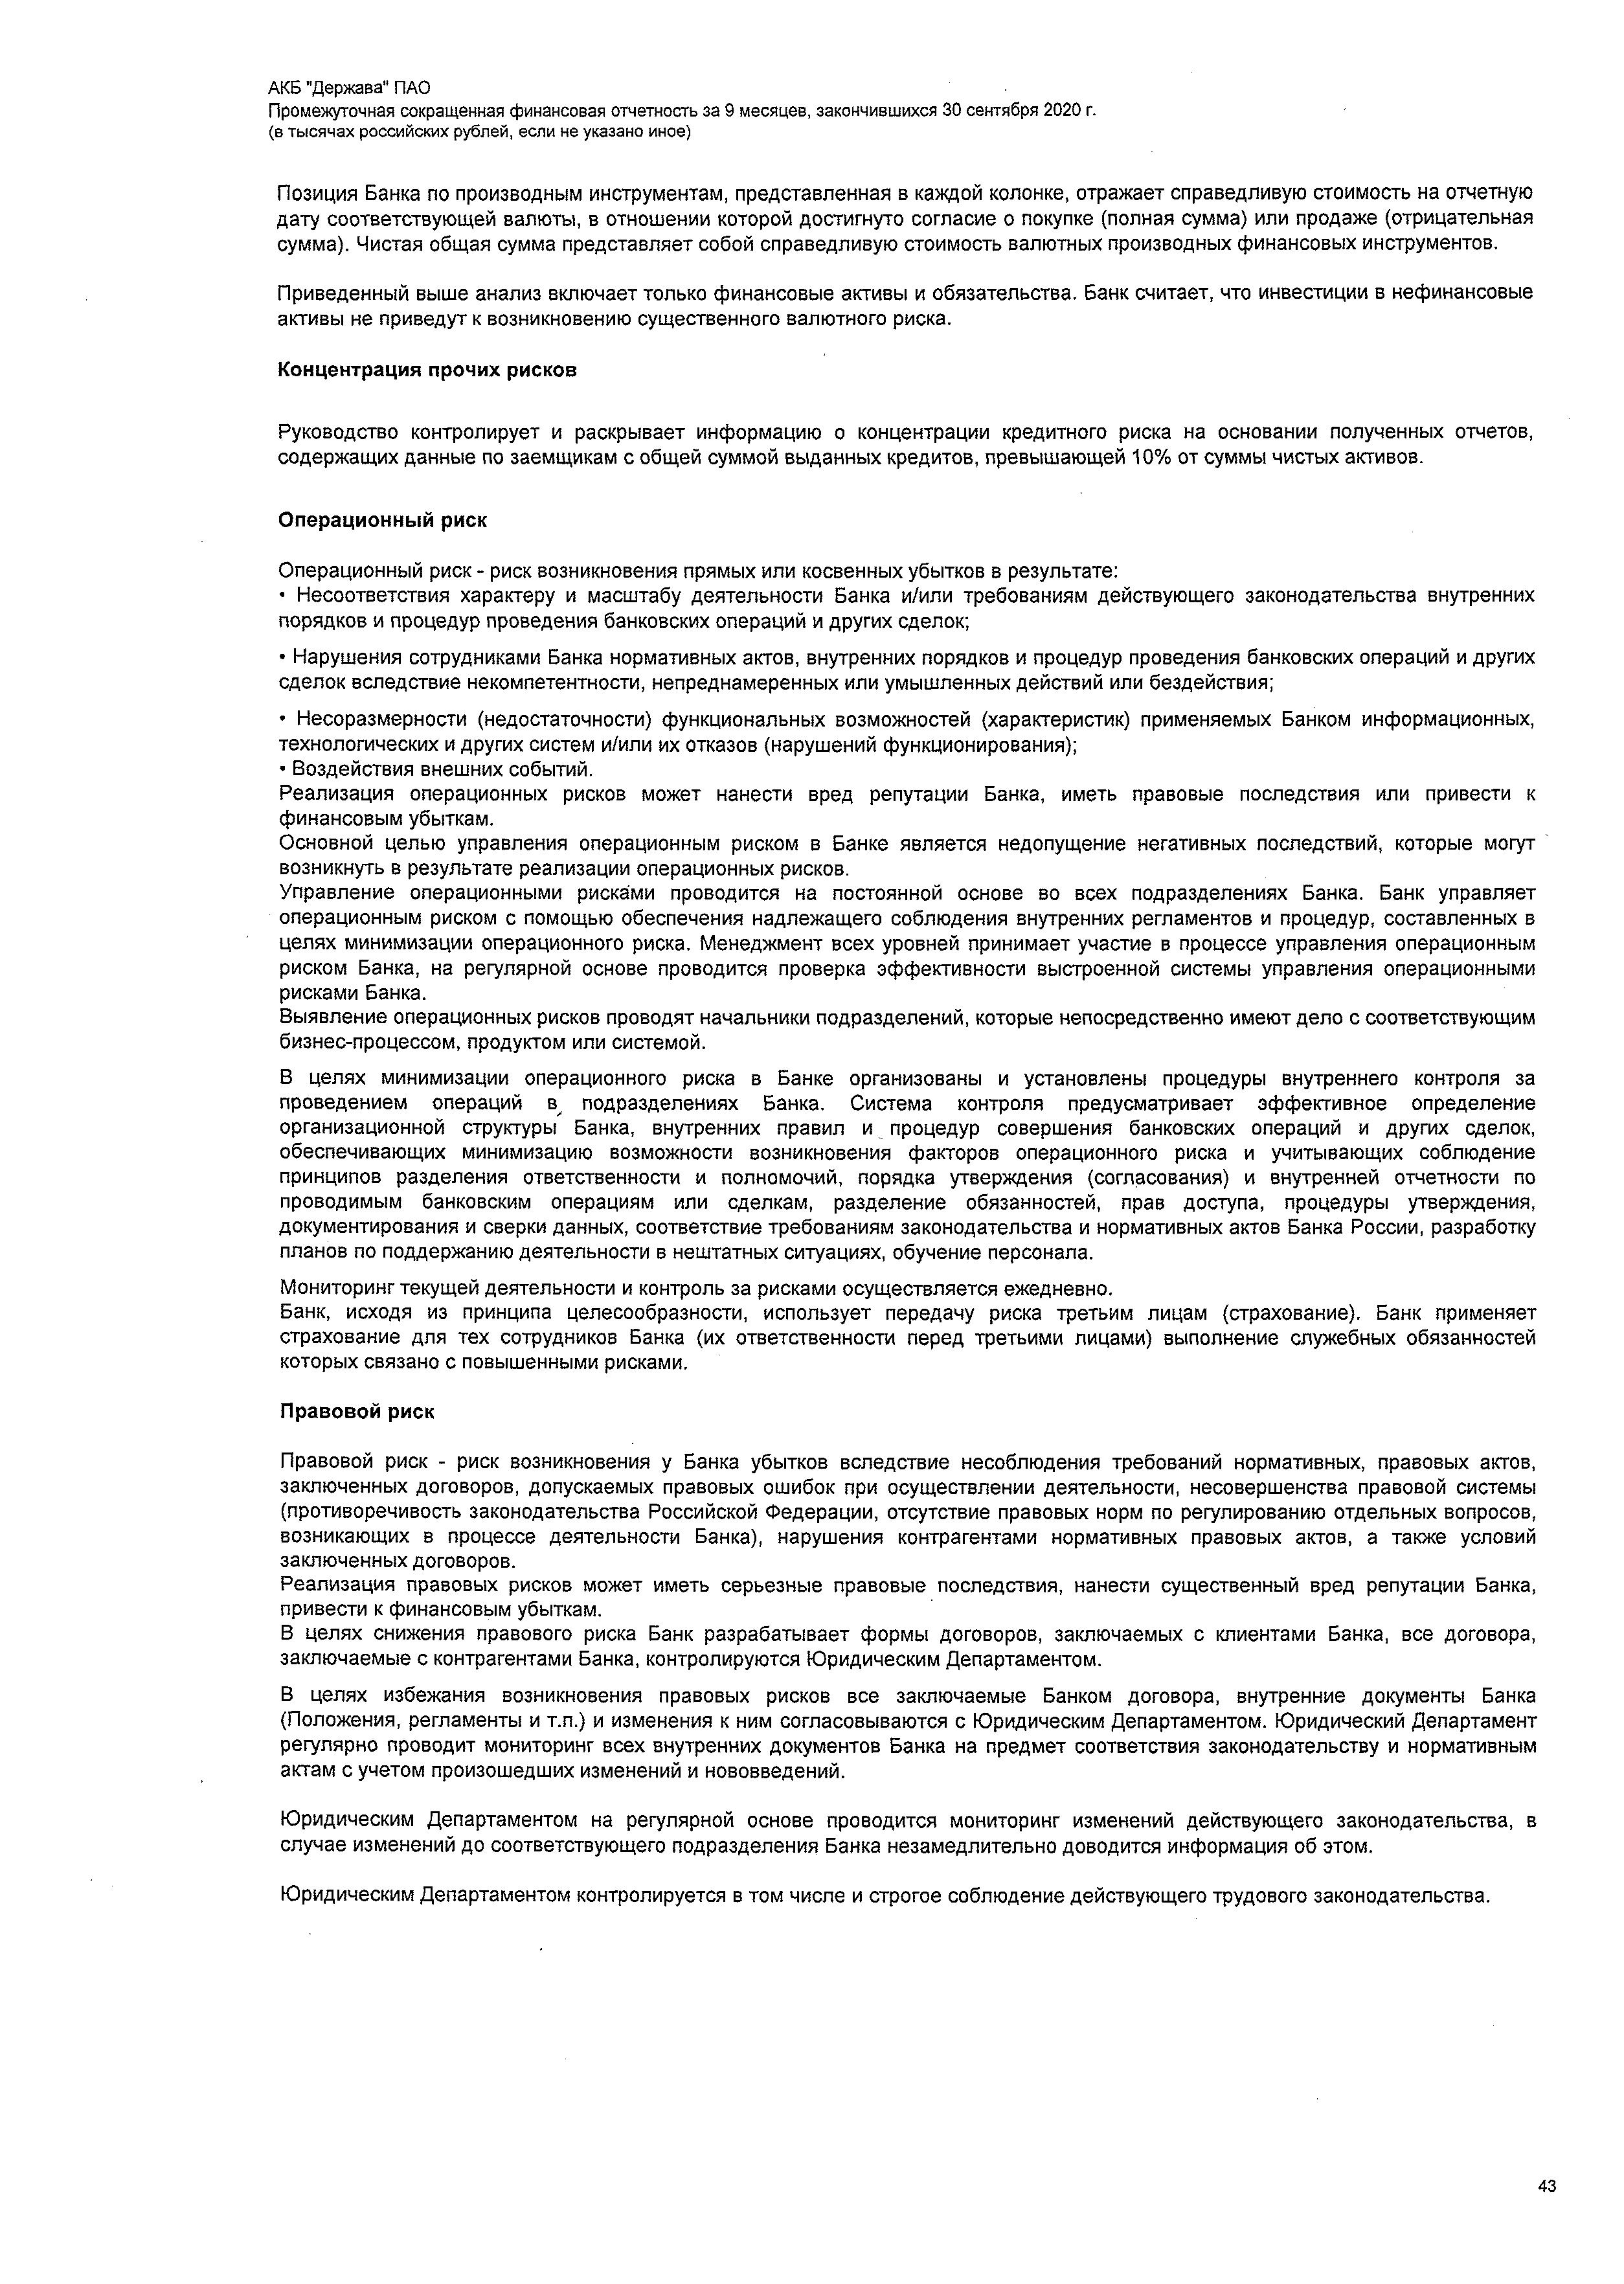 АКБ "Держава" ПАО
Промежуточная сокращенная финансовая отчетность за 9 месяцев, закончившихся 30 сентября 2020 г.
(в тысячах российских рублей, если не указано иное)
Позиция Банка по производным инструментам, представленная в каждой колонке, отражает справедливую стоимость на отчетную
дату соответствующей валюты, в отношении которой достигнуто согласие о покупке (полная сумма) или продаже (отрицательная
сумма). Чистая общая сумма представляет собой справедливую стоимость валютных производных финансовых инструментов.
Приведенный выше анализ включает только финансовые активы и обязательства. Банк считает, что инвестиции в нефинансовые
активы не приведут к возникновению существенного валютного риска.
Концентрация прочих рисков
Руководство контролирует и раскрывает информацию о концентрации кредитного риска на основании полученных отчетов,
содержащих данные по заемщикам с общей суммой выданных кредитов, превышающей 10% от суммы чистых активов.
Операционный риск
Операционный риск - риск возникновения прямых или косвенных убытков в результате:
• Несоответствия характеру и масштабу деятельности Банка и/или требованиям действующего законодательства внутренних
порядков и процедур проведения банковских операций и других сделок;
• Нарушения сотрудниками Банка нормативных актов, внутренних порядков и процедур проведения банковских операций и других
сделок вследствие некомпетентности, непреднамеренных или умышленных действий или бездействия;
• Несоразмерности (недостаточности) функциональных возможностей (характеристик) применяемых Банком информационных,
технологических и других систем и/или их отказов (нарушений функционирования);
• Воздействия внешних событий.
Реализация операционных рисков может нанести вред репутации Банка, иметь правовые последствия или привести к
финансовым убыткам.
Основной целью управления операционным риском в Банке является недопущение негативных последствий, которые могут
возникнуть в результате реализации операционных рисков.
Управление операционными рисками проводится на постоянной основе во всех подразделениях Банка. Банк управляет
операционным риском с помощью обеспечения надлежащего соблюдения внутренних регламентов и процедур, составленных в
целях минимизации операционного риска. Менеджмент всех уровней принимает участие в процессе управления операционным
риском Банка, на регулярной основе проводится проверка эффективности выстроенной системы управления операционными
рисками Банка.
Выявление операционных рисков проводят начальники подразделений, которые непосредственно имеют дело с соответствующим
бизнес-процессом, продуктом или системой.
В целях минимизации операционного риска в Банке организованы и установлены процедуры внутреннего контроля за
проведением операций в подразделениях Банка. Система контроля предусматривает эффективное определение
организационной структуры Банка, внутренних правил и процедур совершения банковских операций и других сделок,
обеспечивающих минимизацию возможности возникновения факторов операционного риска и учитывающих соблюдение
принципов разделения ответственности и полномочий, порядка утверждения (согласования) и внутренней отчетности по
проводимым банковским операциям или сделкам, разделение обязанностей, прав доступа, процедуры утверждения,
документирования и сверки данных, соответствие требованиям законодательства и нормативных актов Банка России, разработку
планов по поддержанию деятельности в нештатных ситуациях, обучение персонала.
Мониторинг текущей деятельности и контроль за рисками осуществляется ежедневно.
Банк, исходя из принципа целесообразности, использует передачу риска третьим лицам (страхование). Банк применяет
страхование для тех сотрудников Банка (их ответственности перед третьими лицами) выполнение служебных обязанностей
которых связано с повышенными рисками.
Правовой риск
Правовой риск - риск возникновения у Банка убытков вследствие несоблюдения требований нормативных, правовых актов,
заключенных договоров, допускаемых правовых ошибок при осуществлении деятельности, несовершенства правовой системы
(противоречивость законодательства Российской Федерации, отсутствие правовых норм по регулированию отдельных вопросов,
возникающих в процессе деятельности Банка), нарушения контрагентами нормативных правовых актов, а также условий
заключенных договоров.
Реализация правовых рисков может иметь серьезные правовые последствия, нанести существенный вред репутации Банка,
привести к финансовым убыткам.
В целях снижения правового риска Банк разрабатывает формы договоров, заключаемых с клиентами Банка, все договора,
заключаемые с контрагентами Банка, контролируются Юридическим Департаментом.
В целях избежания возникновения правовых рисков все заключаемые Банком договора, внутренние документы Банка
(Положения, регламенты и т.п.) и изменения к ним согласовываются с Юридическим Департаментом. Юридический Департамент
регулярно проводит мониторинг всех внутренних документов Банка на предмет соответствия законодательству и нормативным
актам с учетом произошедших изменений и нововведений.
Юридическим Департаментом на регулярной основе проводится мониторинг изменений действующего законодательства, в
случае изменений до соответствующего подразделения Банка незамедлительно доводится информация об этом.
Юридическим Департаментом контролируется в том числе и строгое соблюдение действующего трудового законодательства.
43